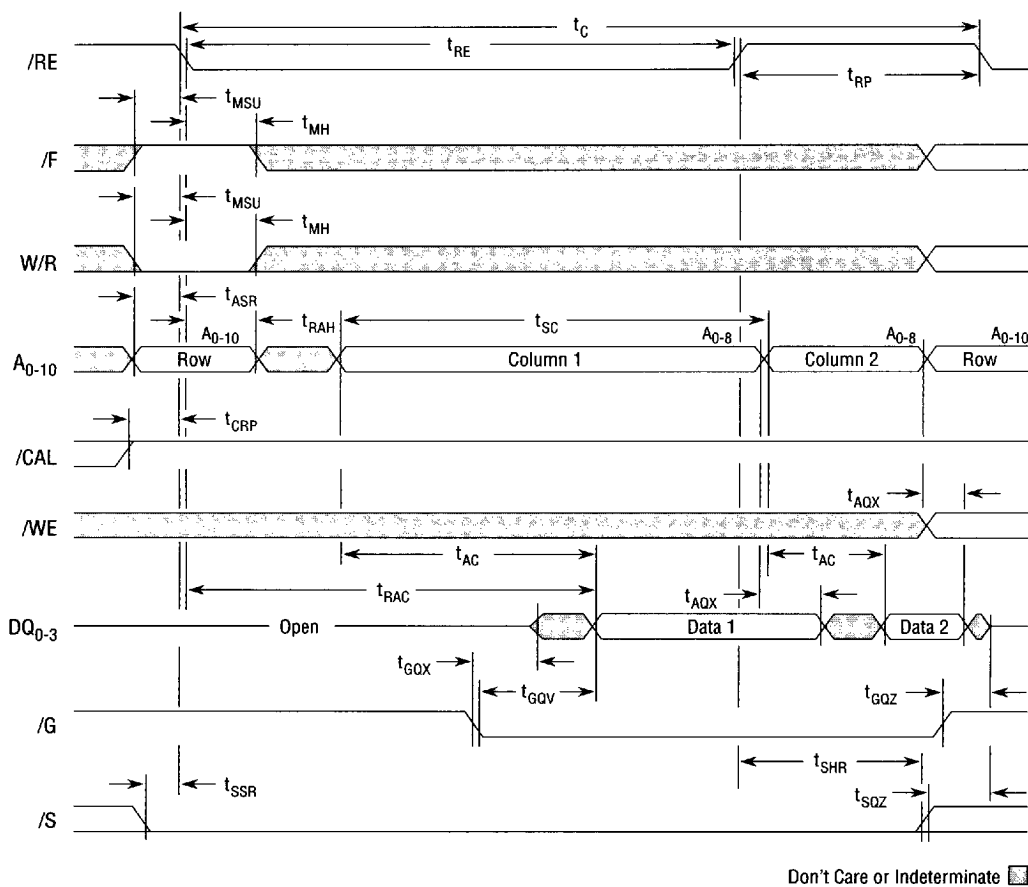 tC
/RE
tRE
tRP
tMSU
tMH
/F
tMSU
tMH
W/R
tASR
tRAH
tSC
A0-10
A0-10
Row
Column 1
A0-8
Column 2
A0-8
Row
A0-10
tCRP
/CAL
tAQX
/WE
tAC
tAC
tRAC
tAQX
DQ0-3
Open
Data 1
Data 2
tGQX
tGQV
tGQZ
/G
tSHR
tSSR
tSQZ
/S
Don't Care or Indeterminate